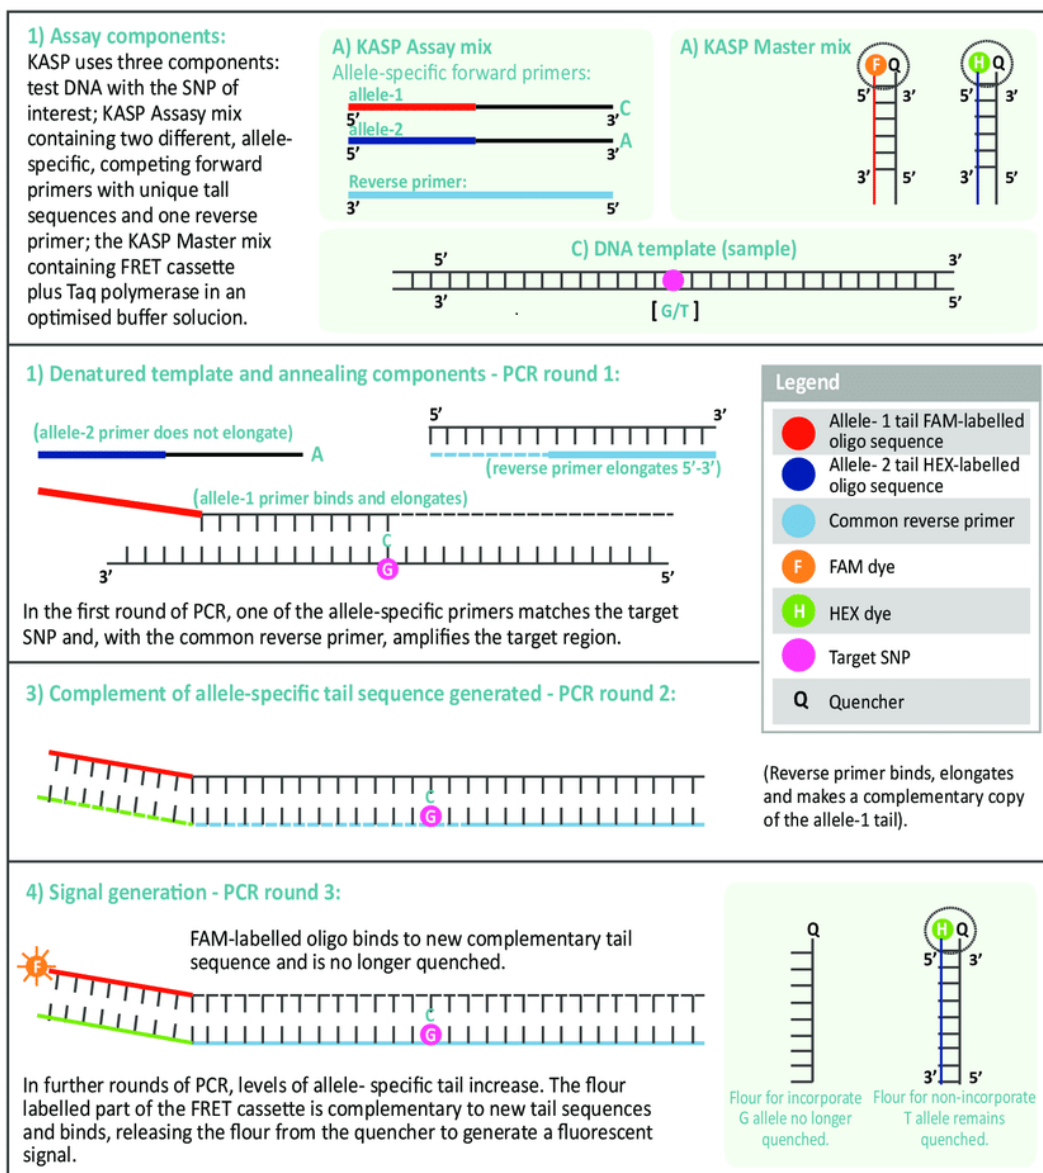 1) Assay components:
KASP uses three components:
test DNA with the SNP of
interest; KASP Assasy mix
containing two different, allele-
specific, competing forward
primers with unique tall
sequences and one reverse
primer; the KASP Master mix
containing FRET cassette
plus Taq polymerase in an
optimised buffer solucion.
A) KASP Assay mix
Allele-specific forward primers:
allele-1
C
5’
3’
allele-2
A
5’
3’
Reverse primer:
3’
5’
A) KASP Master mix
F Q
5’
3’
3’
5’
H Q
5’
3’
3’
5’
C) DNA template (sample)
5’
3’
3’
5’
[ G/T ]
1) Denatured template and annealing components - PCR round 1:
(allele-2 primer does not elongate)
A
5’
3’
(reverse primer elongates 5’-3’)
(allele-1 primer binds and elongates)
C
G
3’
5’
In the first round of PCR, one of the allele-specific primers matches the target
SNP and, with the common reverse primer, amplifies the target region.
Legend
Allele- 1 tail FAM-labelled
oligo sequence
Allele- 2 tail HEX-labelled
oligo sequence
Common reverse primer
F
FAM dye
H
HEX dye
Target SNP
Q
Quencher
3) Complement of allele-specific tail sequence generated - PCR round 2:
C
G
(Reverse primer binds, elongates
and makes a complementary copy
of the allele-1 tail).
4) Signal generation - PCR round 3:
FAM-labelled oligo binds to new complementary tail
sequence and is no longer quenched.
F
C
G
In further rounds of PCR, levels of allele- specific tail increase. The flour
labelled part of the FRET cassette is complementary to new tail sequences
and binds, releasing the flour from the quencher to generate a fluorescent
signal.
Q
Flour for incorporate
G allele no longer
quenched.
H Q
5’
3’
3’
5’
Flour for non-incorporate
T allele remains
quenched.